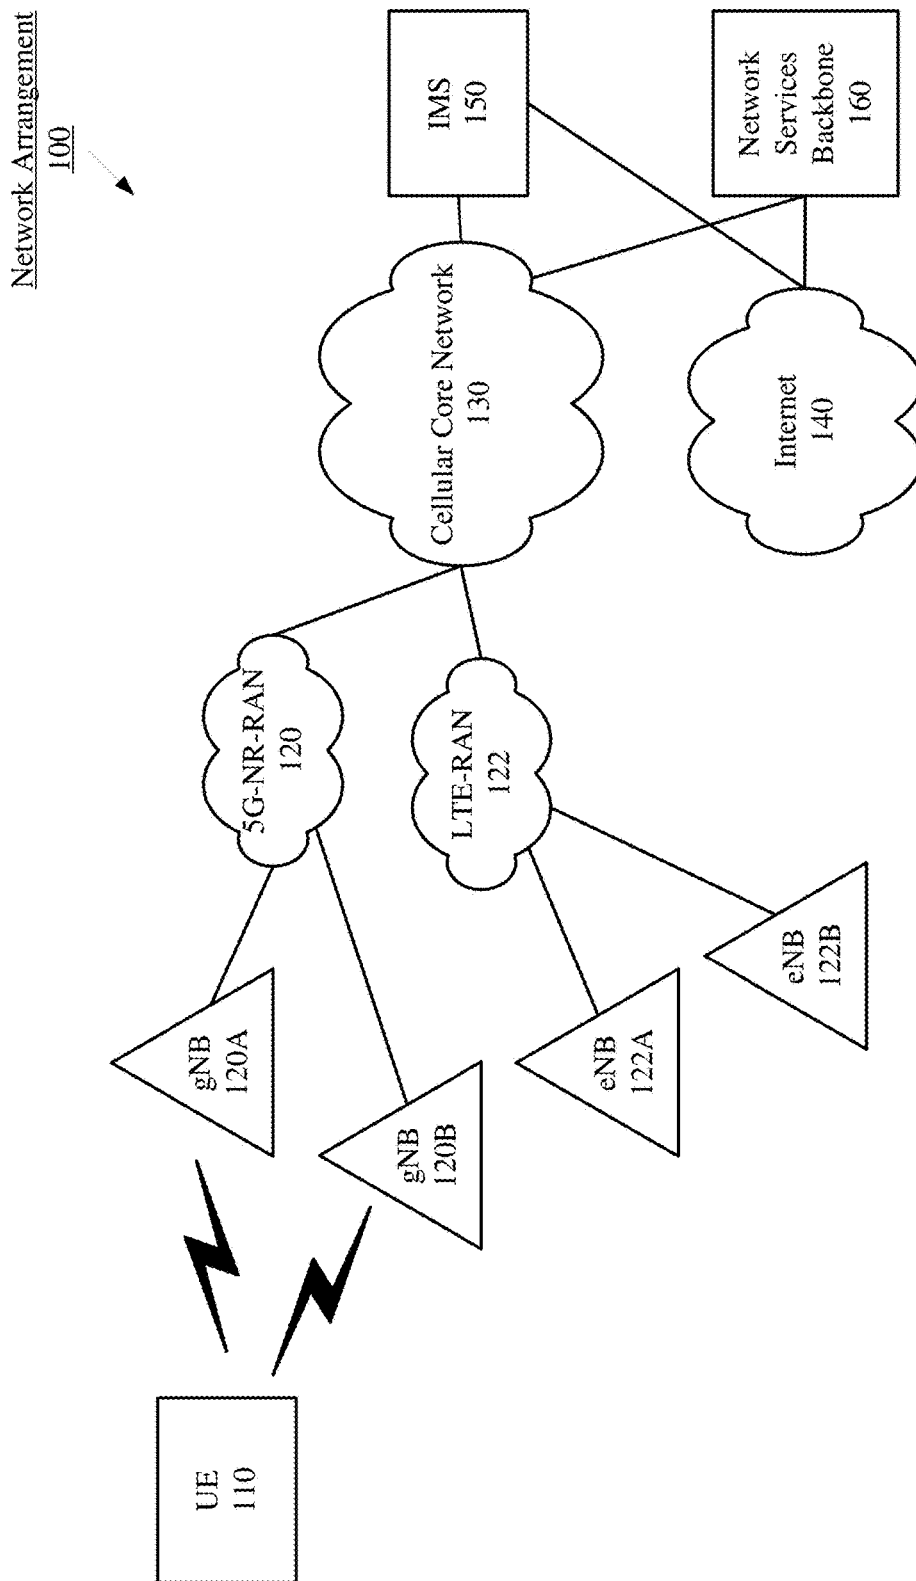 Network Arrangement
100
UE
110
gNB
120A
gNB
120B
eNB
122A
eNB
122B
5G-NR-RAN
120
LTE-RAN
122
Cellular Core Network
130
Internet
140
IMS
150
Network
Services
Backbone
160